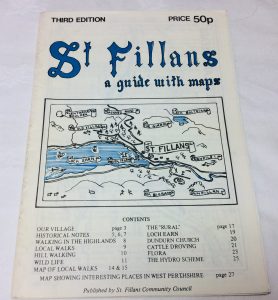 THIRD EDITION PRICE 50p
St Fillans
a guide with maps
ST FILLANS
CONTENTS
OUR VILLAGE page 3
HISTORICAL NOTES 5, 6, 7
WALKING IN THE HIGHLANDS 8
LOCAL WALKS 9
HILL WALKING 10
WILD LIFE 11
MAP OF LOCAL WALKS 14 & 15
THE 'RURAL' page 17
LOCH EARN 19
DUNDURN CHURCH 20
CATTLE DROVING 21
FLORA 23
THE HYDRO SCHEME 25
MAP SHOWING INTERESTING PLACES IN WEST PERTHSHIRE page 27
Published by St. Fillans Community Council